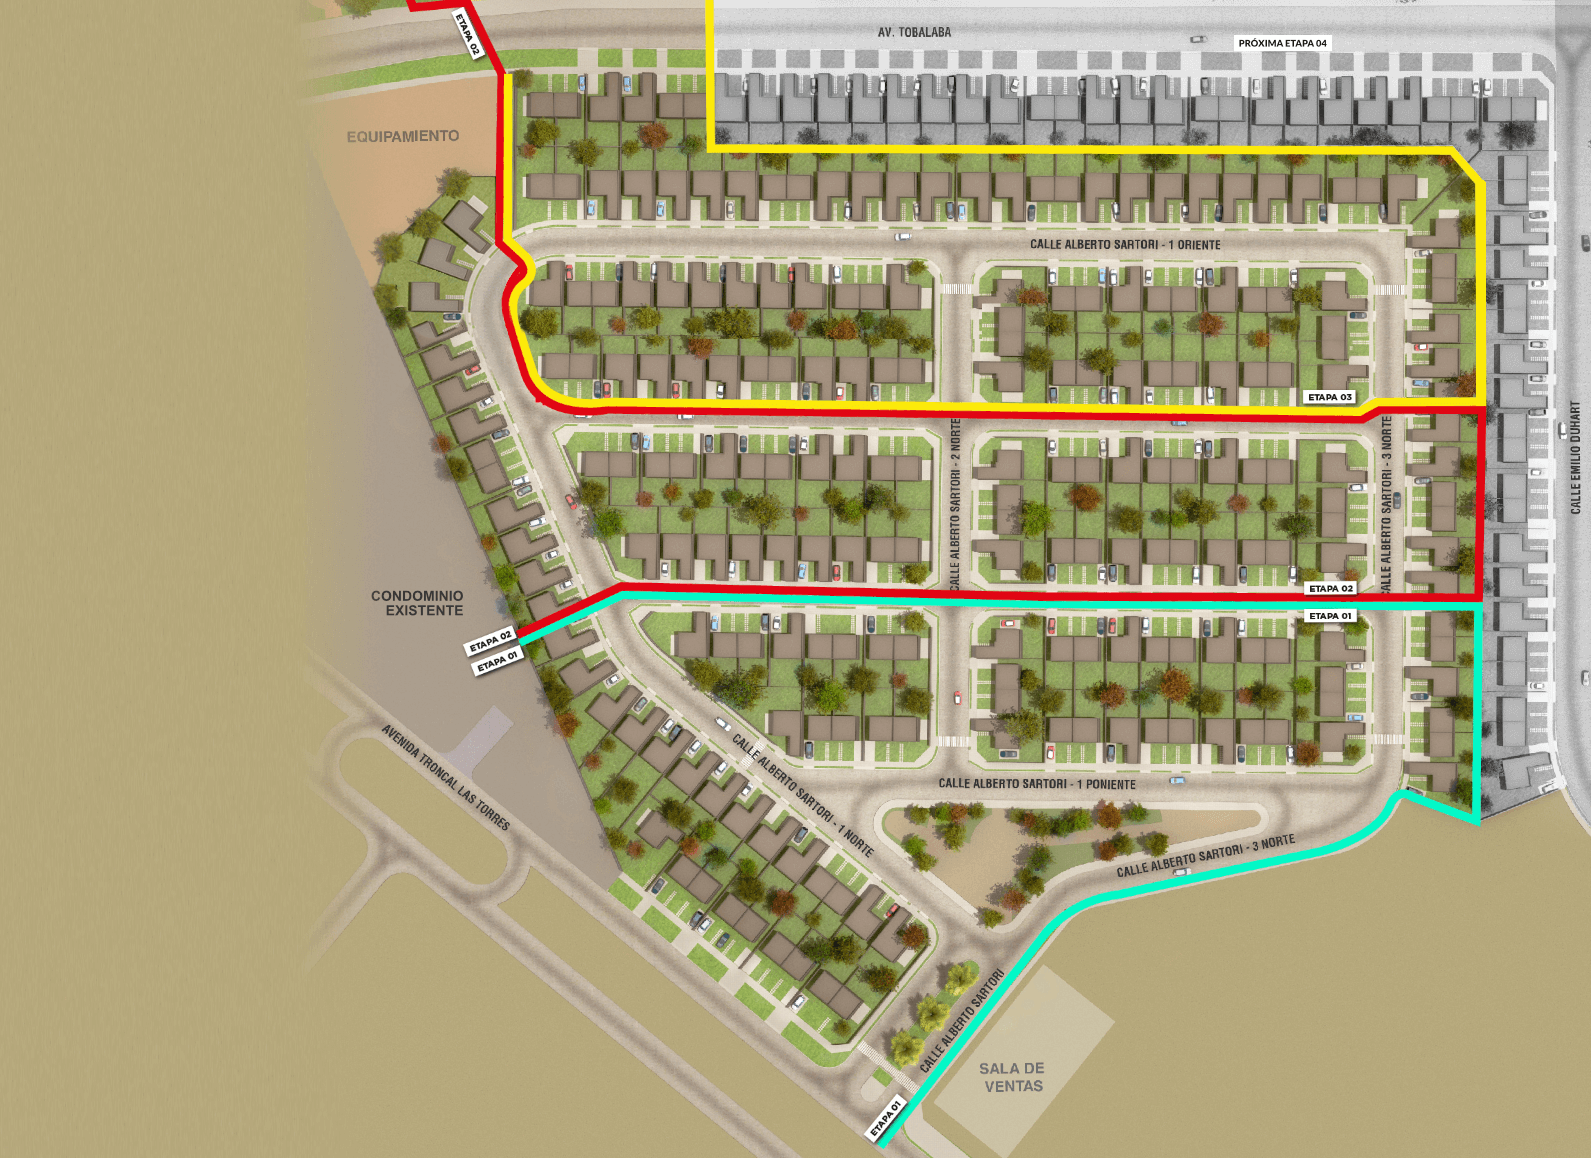 ETAPA 02
AV. TOBALABA
PRÓXIMA ETAPA 04
EQUIPAMIENTO
CALLE ALBERTO SARTORI - 1 ORIENTE
ETAPA 03
CALLE ALBERTO SARTORI - 2 NORTE
CALLE ALBERTO SARTORI - 3 NORTE
CALLE EMILIO DUHART
CONDOMINIO
EXISTENTE
ETAPA 02
ETAPA 01
ETAPA 02
ETAPA 01
AVENIDA TRONCAL LAS TORRES
CALLE ALBERTO SARTORI - 1 NORTE
CALLE ALBERTO SARTORI - 1 PONIENTE
CALLE ALBERTO SARTORI - 3 NORTE
CALLE ALBERTO SARTORI
SALA DE
VENTAS
ETAPA 01